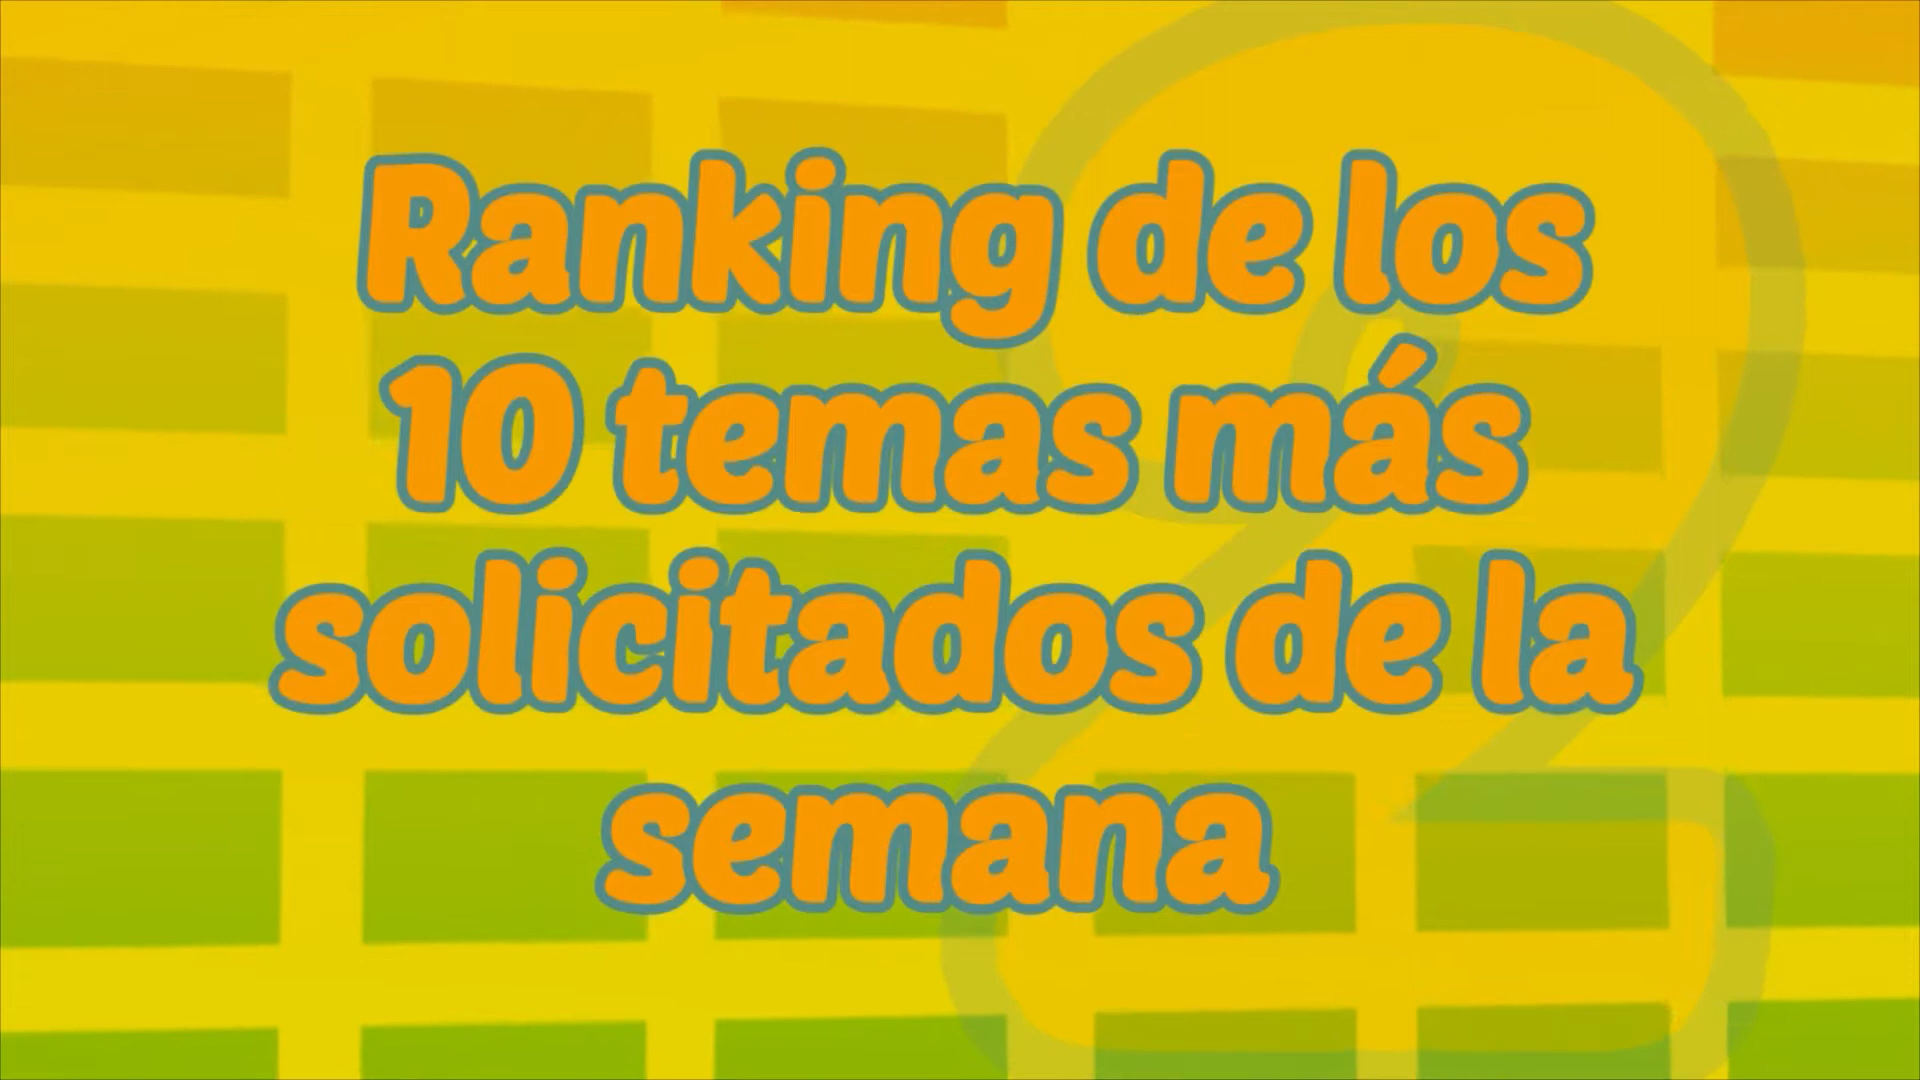 Ranking de los
10 temas más
solicitados de la
semana